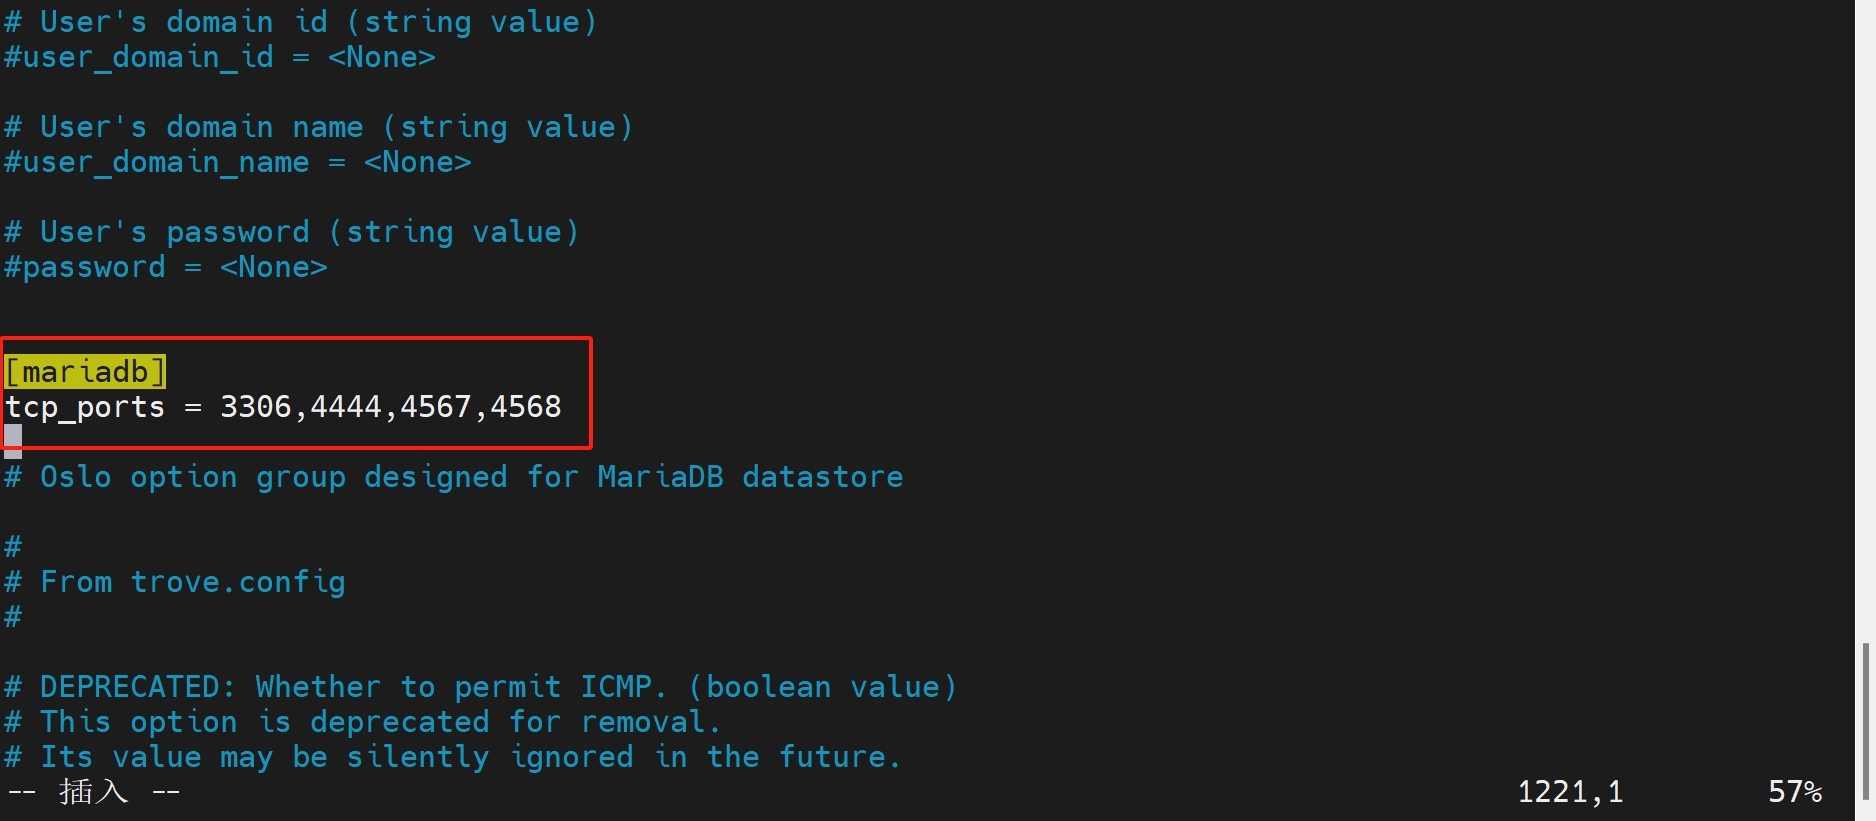 # User's domain id (string value)
#user_domain_id = <None>
# User's domain name (string value)
#user_domain_name = <None>
# User's password (string value)
#password = <None>
[mariadb]
tcp_ports = 3306,4444,4567,4568
# Oslo option group designed for MariaDB datastore
#
# From trove.config
#
# DEPRECATED: Whether to permit ICMP. (boolean value)
# This option is deprecated for removal.
# Its value may be silently ignored in the future.
-- 插入 -- 1221,1 57%